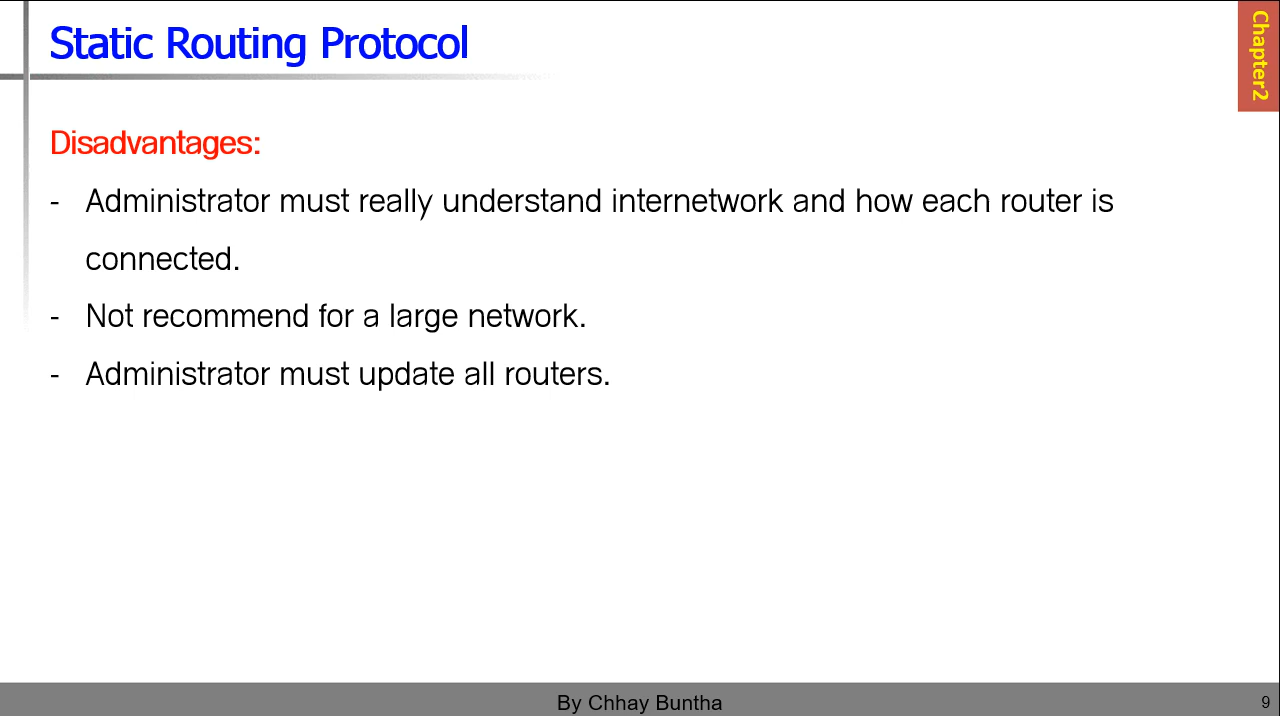 Static Routing Protocol
Chapter2
Disadvantages:
- Administrator must really understand internetwork and how each router is
connected.
- Not recommend for a large network.
- Administrator must update all routers.
By Chhay Buntha
9